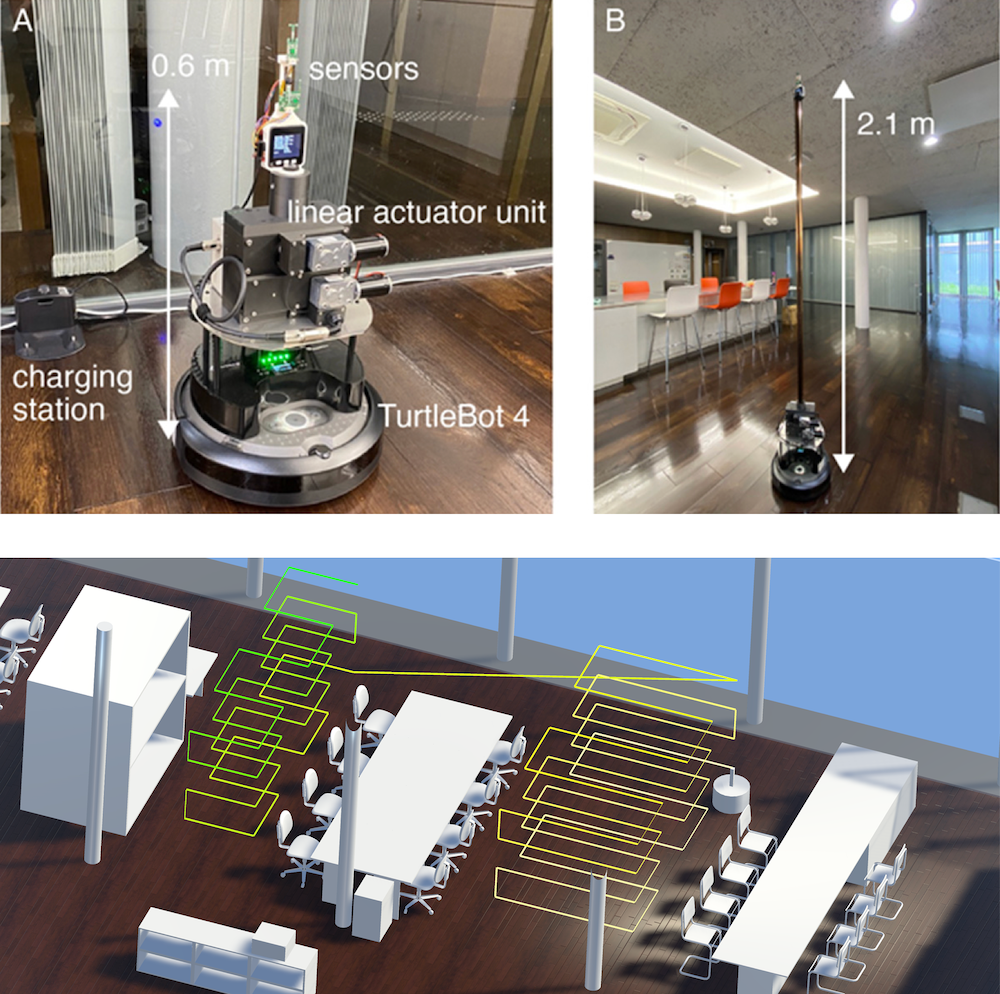 A
0.6 m
sensors
linear actuator unit
charging
station
TurtleBot 4
B
2.1 m